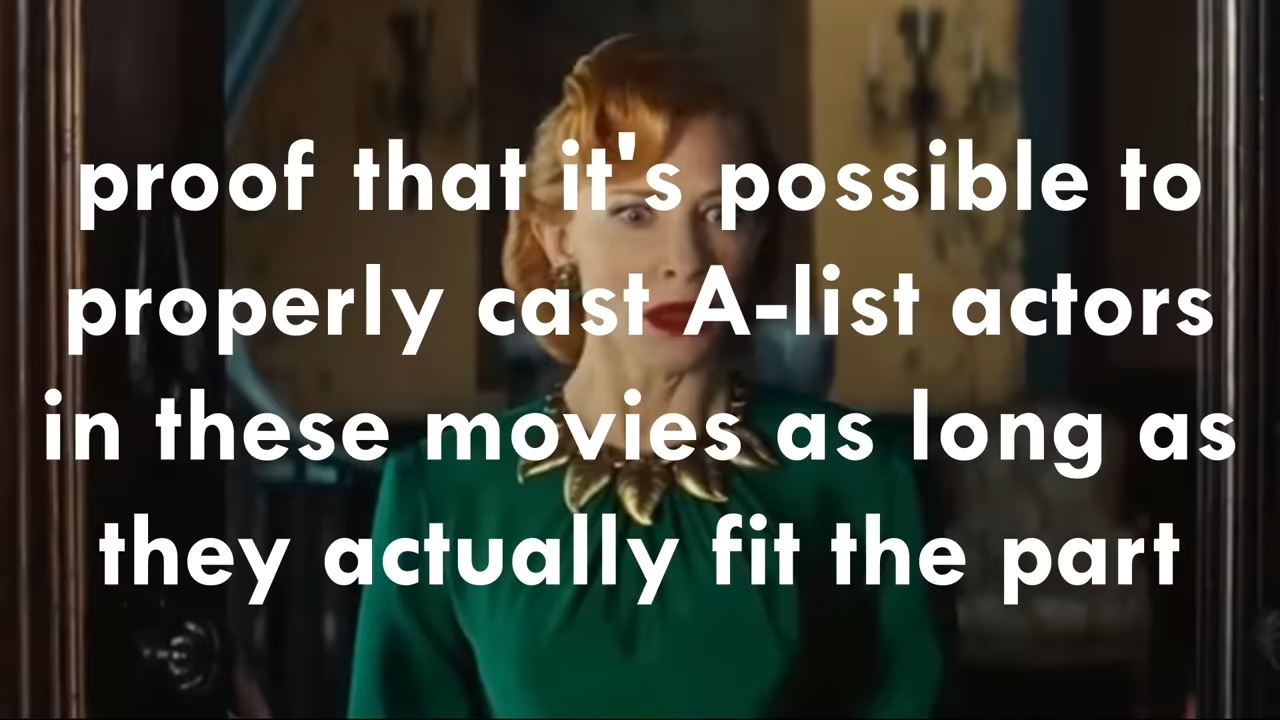 proof that it's possible to
properly cast A-list actors
in these movies as long as
they actually fit the part